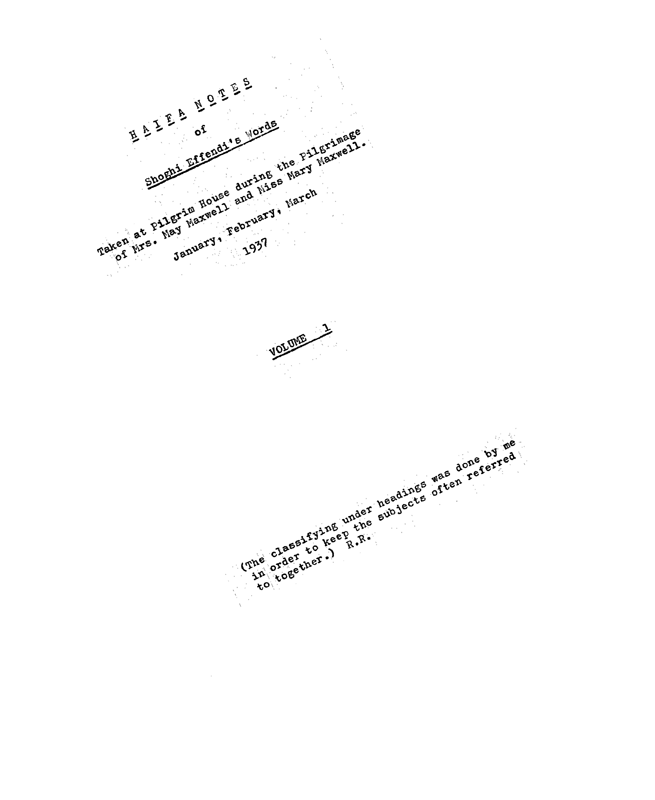 H A I F A  N O T E S
of
Shoghi Effendi's Words
Taken at Pilgrim House during the Pilgrimage
of Mrs. May Maxwell and Miss Mary Maxwell.
January, February, March
1937
VOLUME 1
(The classifying under headings was done by me
in order to keep the subjects often referred
to together.) R.R.